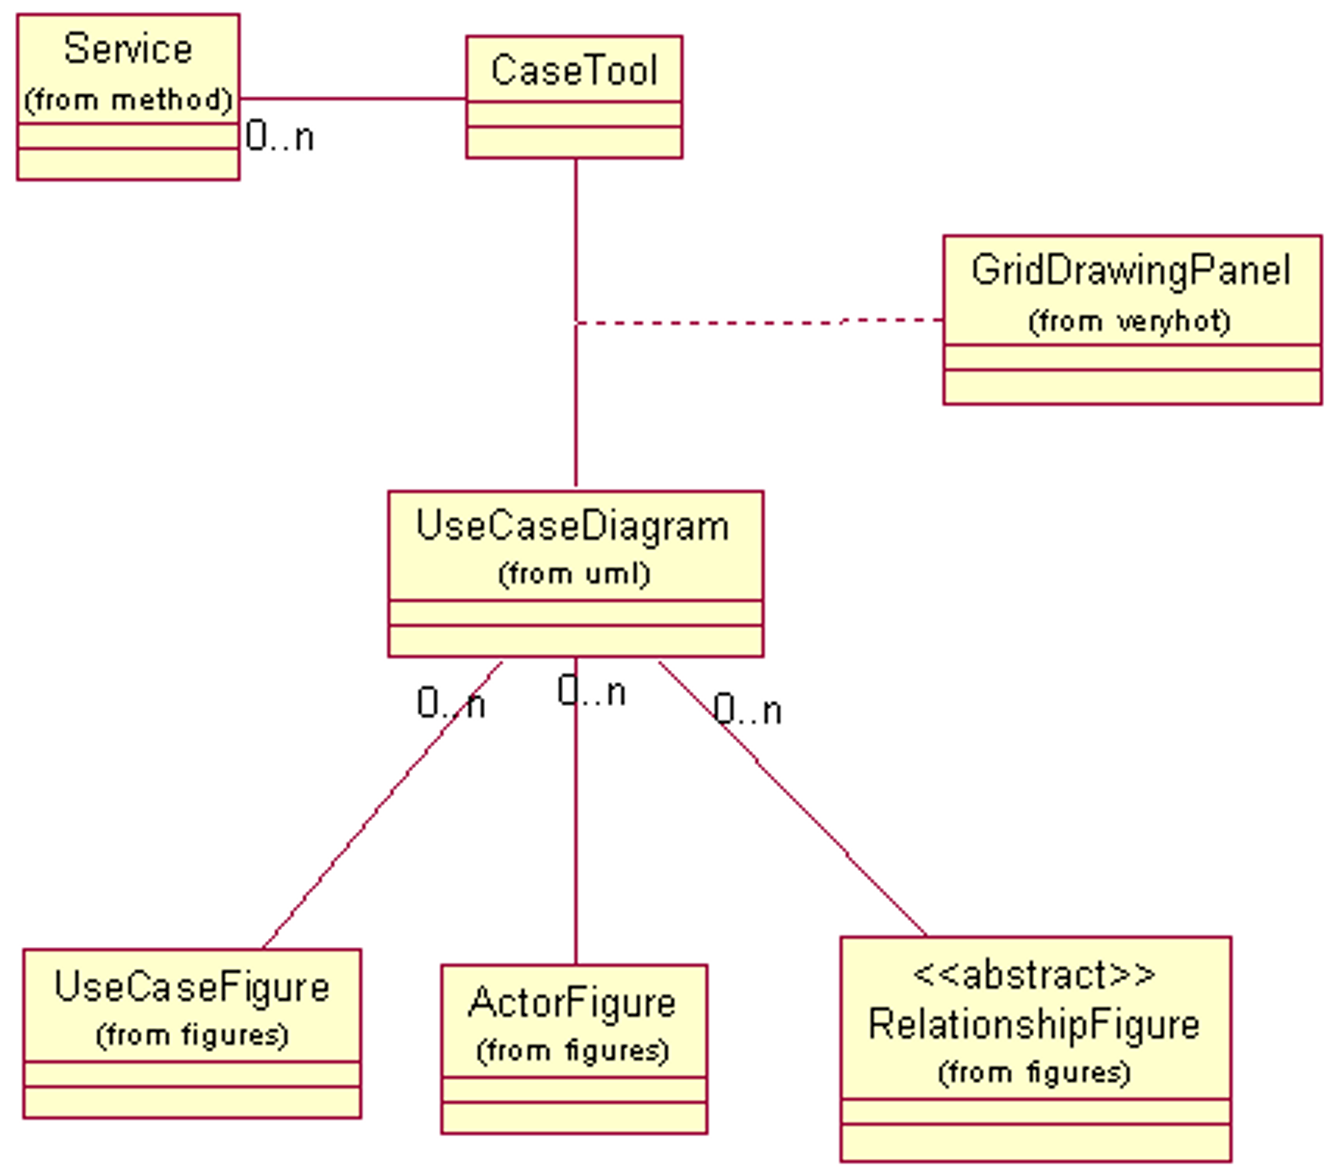 Service
(from method)
0..n
CaseTool
GridDrawingPanel
(from veryhot)
UseCaseDiagram
(from uml)
0..n
0..n
0..n
UseCaseFigure
(from figures)
ActorFigure
(from figures)
<<abstract>>
RelationshipFigure
(from figures)